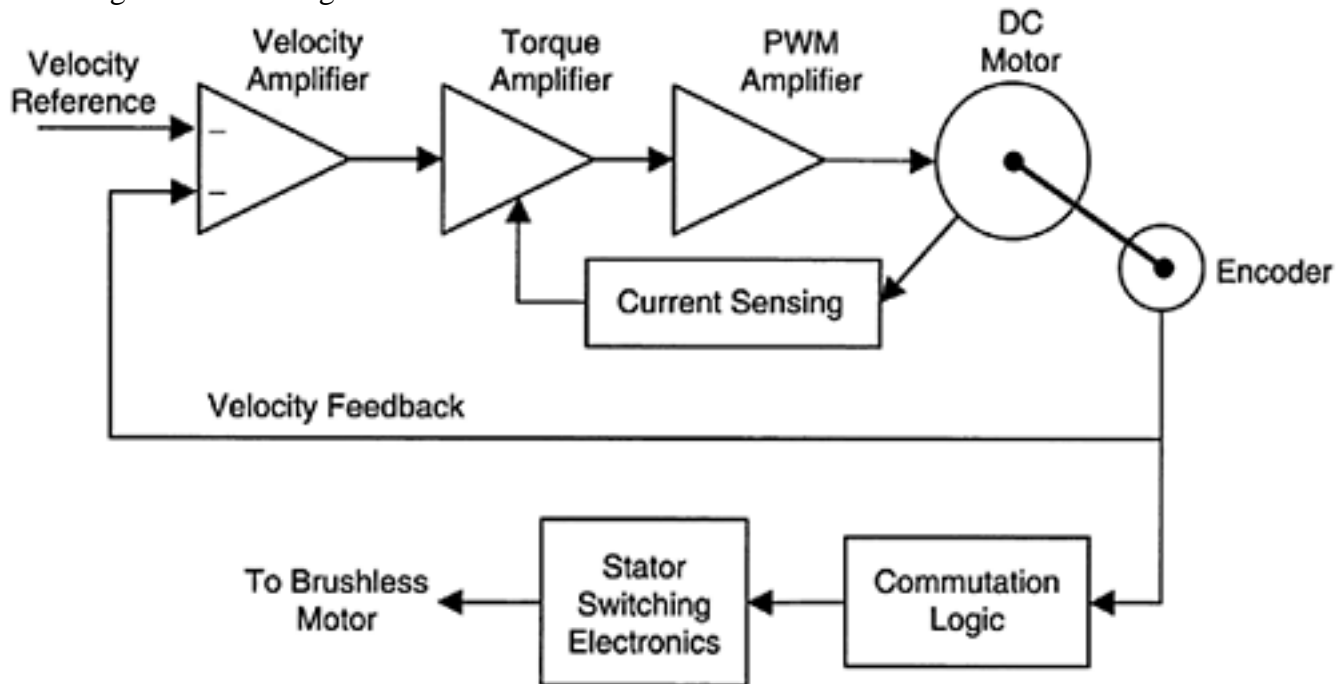 Velocity
Amplifier
Torque
Amplifier
PWM
Amplifier
DC
Motor
Velocity
Reference
–
–
Encoder
Current Sensing
Velocity Feedback
To Brushless
Motor
Stator
Switching
Electronics
Commutation
Logic